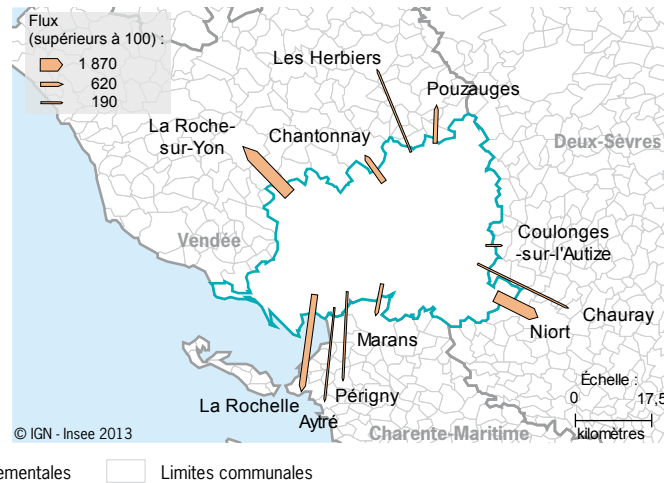 Flux
(supérieurs à 100) :
1 870
620
190
Les Herbiers
Pouzauges
La Roche-
sur-Yon
Chantonnay
Deux-Sèvres
Vendée
Coulonges
-sur-l'Autize
Chauray
Niort
Marans
Périgny
La Rochelle
Aytré
Charente-Maritime
Échelle :
0 17,5
kilomètres
© IGN - Insee 2013
ementales
Limites communales